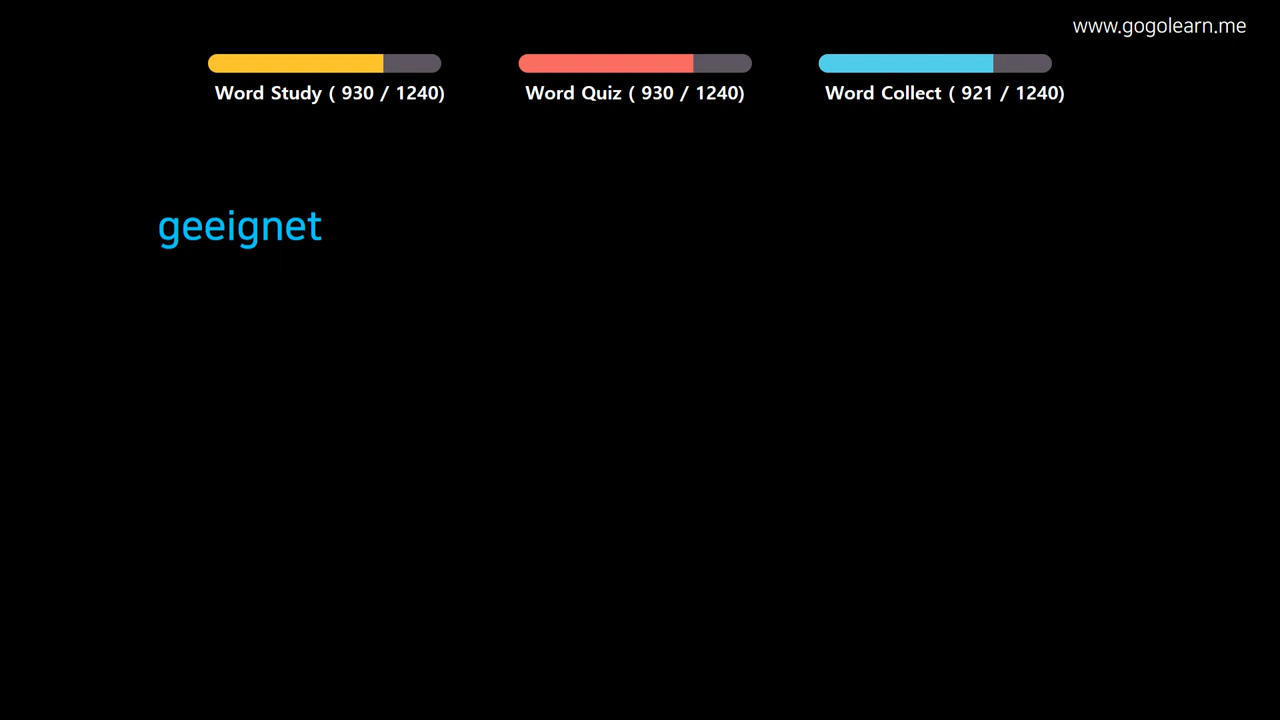 www.gogolearn.me
Word Study ( 930 / 1240)
Word Quiz ( 930 / 1240)
Word Collect ( 921 / 1240)
geeignet